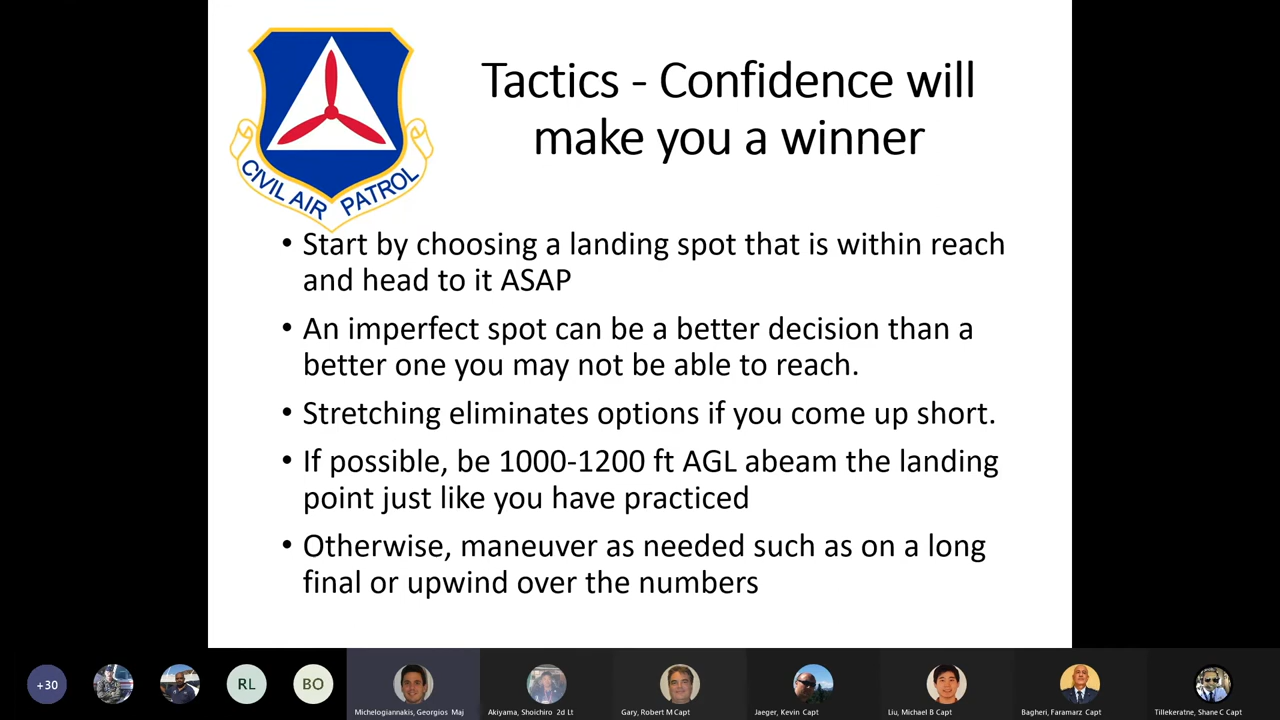 CIVIL AIR PATROL
Tactics - Confidence will
make you a winner
• Start by choosing a landing spot that is within reach
and head to it ASAP
• An imperfect spot can be a better decision than a
better one you may not be able to reach.
• Stretching eliminates options if you come up short.
• If possible, be 1000-1200 ft AGL abeam the landing
point just like you have practiced
• Otherwise, maneuver as needed such as on a long
final or upwind over the numbers
+30
RL
BO
Michelogiannakis, Georgios Maj
Akiyama, Shoichiro 2d Lt
Gary, Robert M Capt
Jaeger, Kevin Capt
Liu, Michael B Capt
Bagheri, Faramarz Capt
Tillekeratne, Shane C Capt